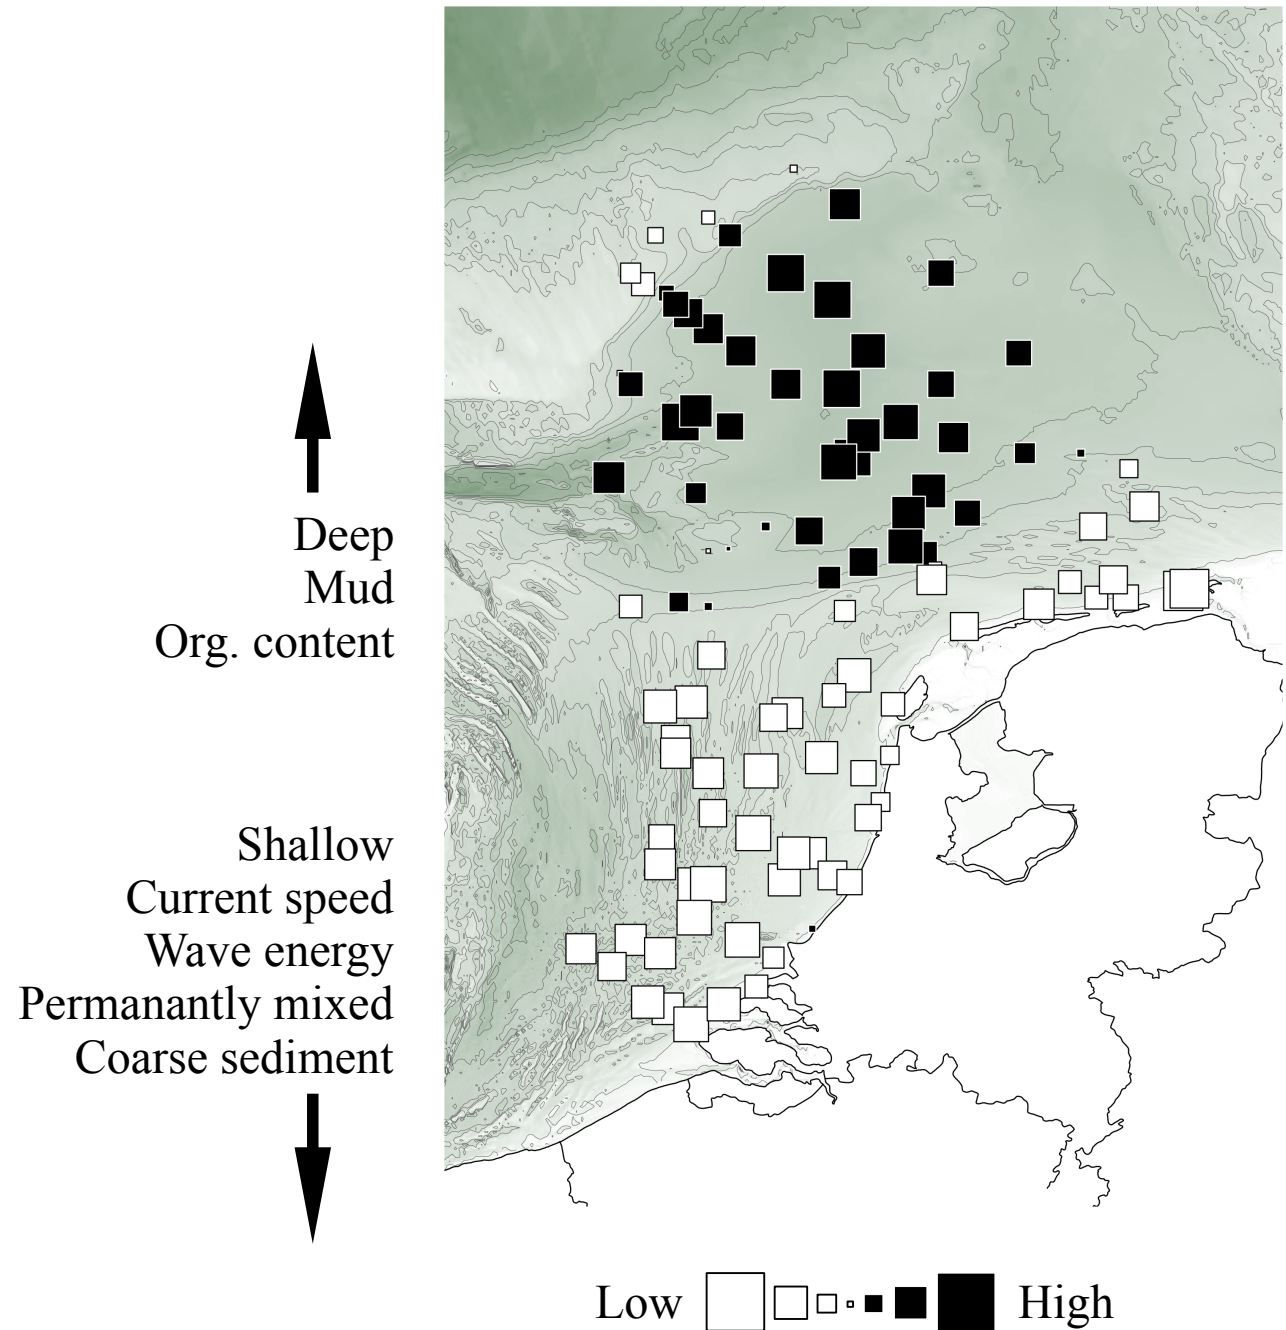 Deep
Mud
Org. content
Shallow
Current speed
Wave energy
Permanantly mixed
Coarse sediment
Low High